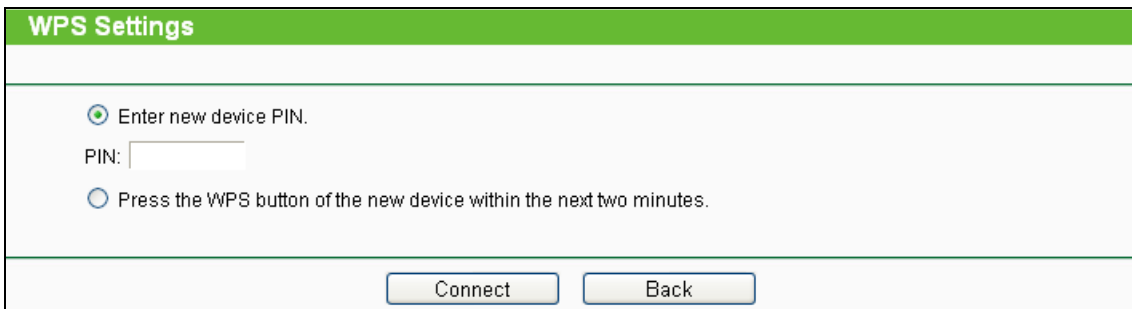 WPS Settings
Enter new device PIN.
PIN:
Press the WPS button of the new device within the next two minutes.
Connect Back